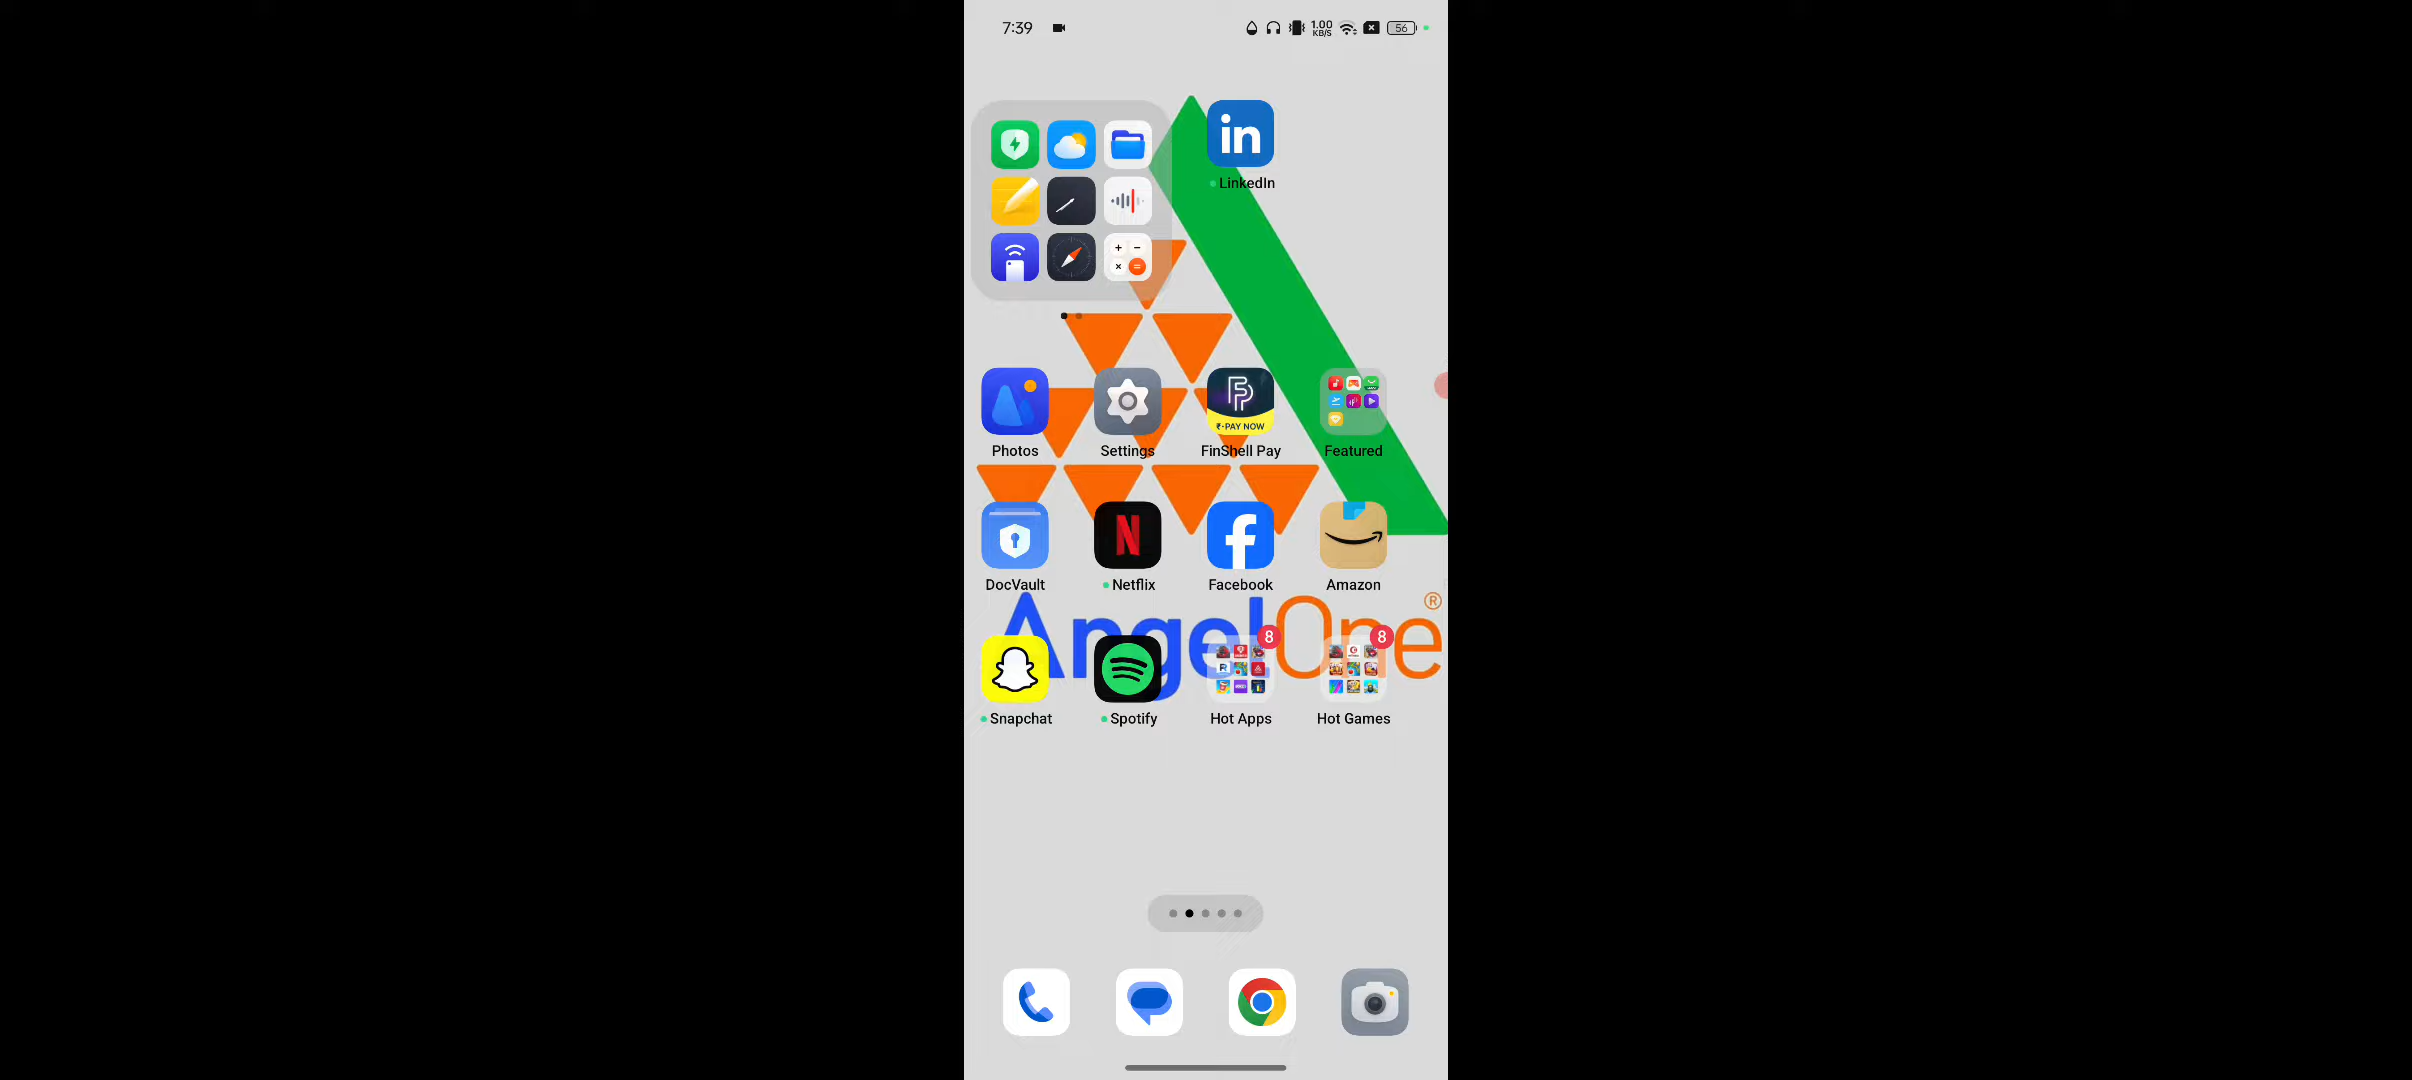 7:39
1.00
KB/S
56
in
LinkedIn
₹-PAY NOW
Photos
Settings
FinShell Pay
Featured
N
f
DocVault
Netflix
Facebook
Amazon
AngelOne®
8
8
Snapchat
Spotify
Hot Apps
Hot Games